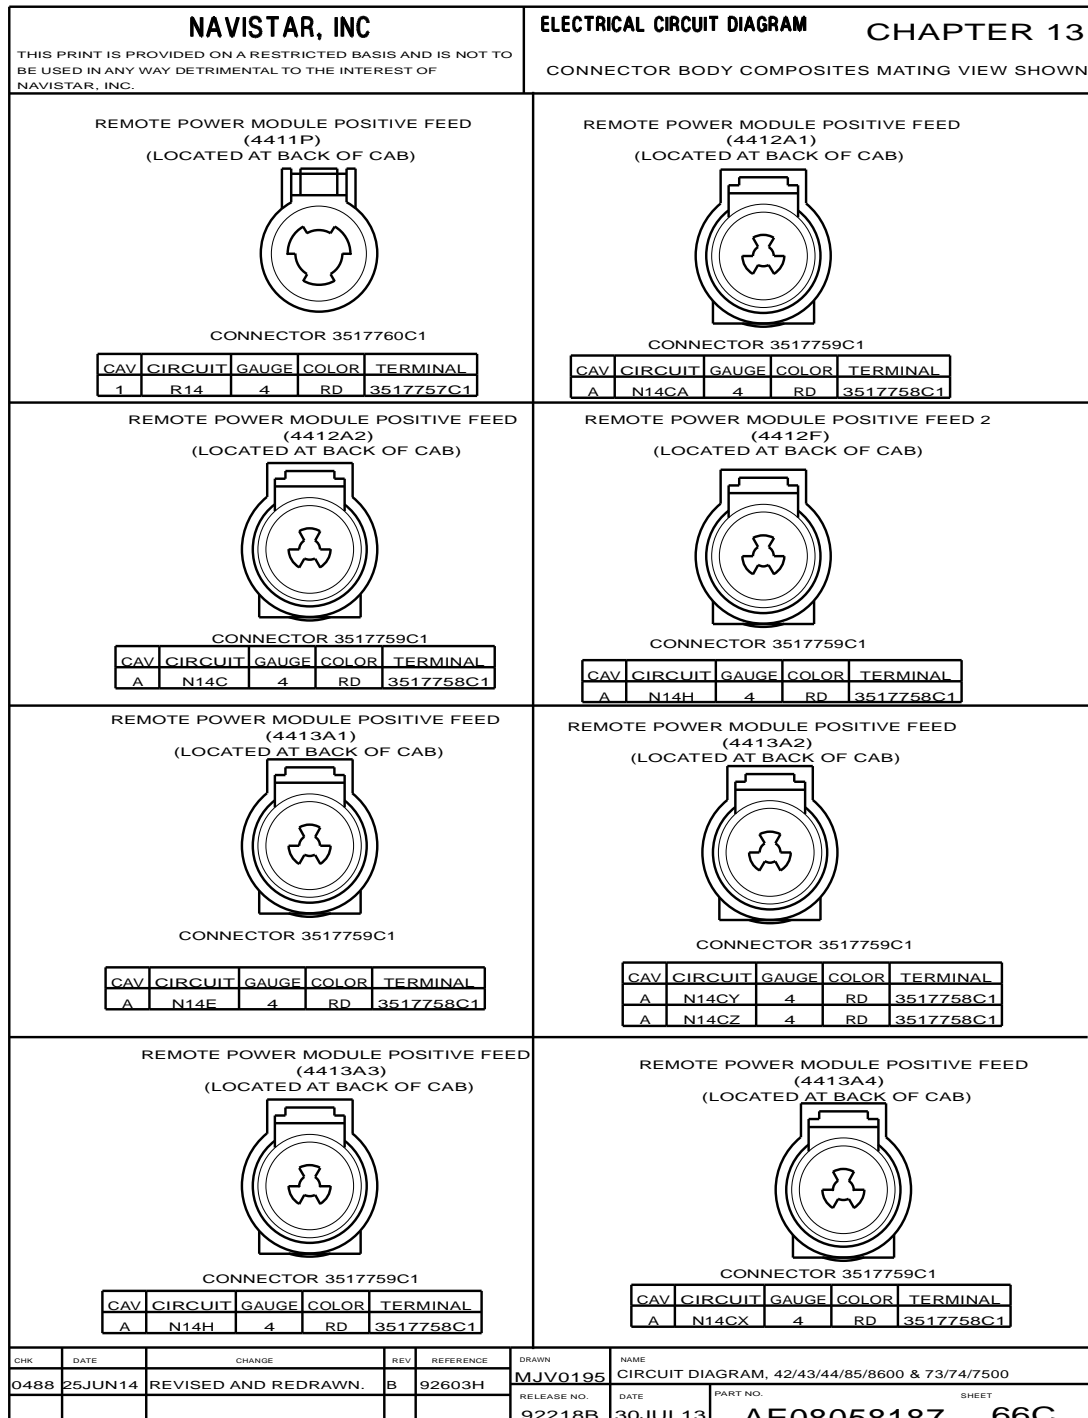 NAVISTAR, INC
THIS PRINT IS PROVIDED ON A RESTRICTED BASIS AND IS NOT TO
BE USED IN ANY WAY DETRIMENTAL TO THE INTEREST OF
NAVISTAR, INC.
ELECTRICAL CIRCUIT DIAGRAM CHAPTER 13
CONNECTOR BODY COMPOSITES MATING VIEW SHOWN
REMOTE POWER MODULE POSITIVE FEED
(4411P)
(LOCATED AT BACK OF CAB)
CONNECTOR 3517760C1
CAV CIRCUIT GAUGE COLOR TERMINAL
1 R14 4 RD 3517757C1
REMOTE POWER MODULE POSITIVE FEED
(4412A1)
(LOCATED AT BACK OF CAB)
CONNECTOR 3517759C1
CAV CIRCUIT GAUGE COLOR TERMINAL
A N14CA 4 RD 3517758C1
REMOTE POWER MODULE POSITIVE FEED
(4412A2)
(LOCATED AT BACK OF CAB)
CONNECTOR 3517759C1
CAV CIRCUIT GAUGE COLOR TERMINAL
A N14C 4 RD 3517758C1
REMOTE POWER MODULE POSITIVE FEED 2
(4412F)
(LOCATED AT BACK OF CAB)
CONNECTOR 3517759C1
CAV CIRCUIT GAUGE COLOR TERMINAL
A N14H 4 RD 3517758C1
REMOTE POWER MODULE POSITIVE FEED
(4413A1)
(LOCATED AT BACK OF CAB)
CONNECTOR 3517759C1
CAV CIRCUIT GAUGE COLOR TERMINAL
A N14E 4 RD 3517758C1
REMOTE POWER MODULE POSITIVE FEED
(4413A2)
(LOCATED AT BACK OF CAB)
CONNECTOR 3517759C1
CAV CIRCUIT GAUGE COLOR TERMINAL
A N14CY 4 RD 3517758C1
A N14CZ 4 RD 3517758C1
REMOTE POWER MODULE POSITIVE FEED
(4413A3)
(LOCATED AT BACK OF CAB)
CONNECTOR 3517759C1
CAV CIRCUIT GAUGE COLOR TERMINAL
A N14H 4 RD 3517758C1
REMOTE POWER MODULE POSITIVE FEED
(4413A4)
(LOCATED AT BACK OF CAB)
CONNECTOR 3517759C1
CAV CIRCUIT GAUGE COLOR TERMINAL
A N14CX 4 RD 3517758C1
CHK DATE CHANGE REV REFERENCE
0488 25JUN14 REVISED AND REDRAWN. B 92603H
DRAWN NAME
MJV0195 CIRCUIT DIAGRAM, 42/43/44/85/8600 & 73/74/7500
RELEASE NO. DATE PART NO. SHEET
92218B 30JUL13 AE08058187 66C